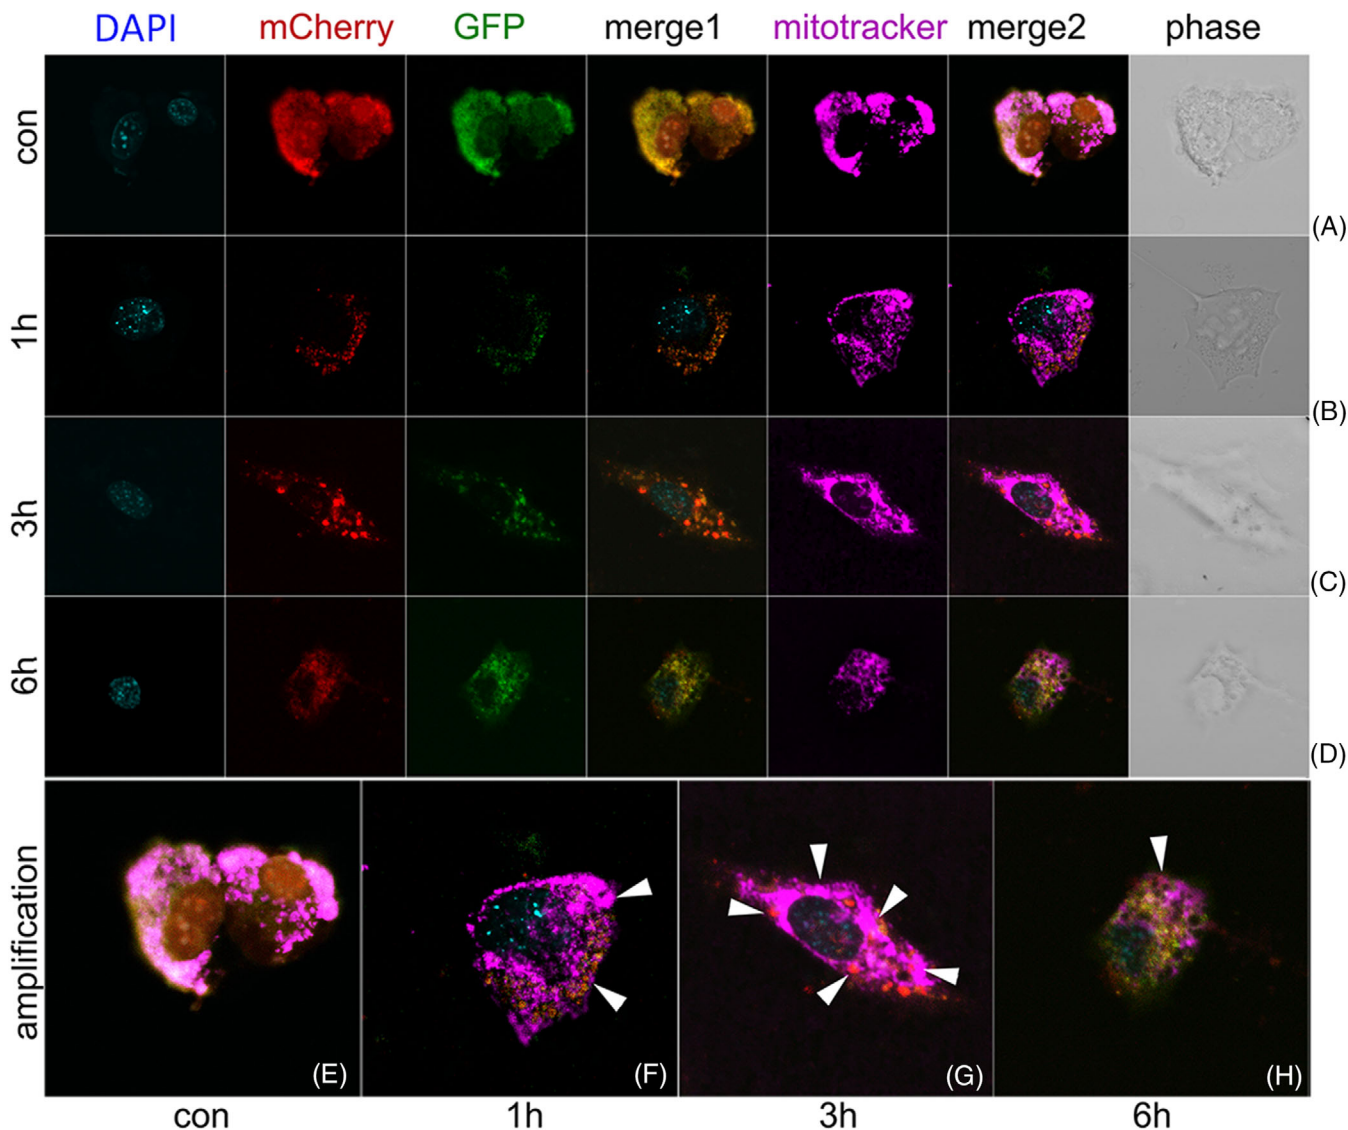 DAPI mCherry GFP merge1 mitotracker merge2 phase
con
(A)
1h
(B)
3h
(C)
6h
(D)
amplification
(E) (F) (G) (H)
con 1h 3h 6h